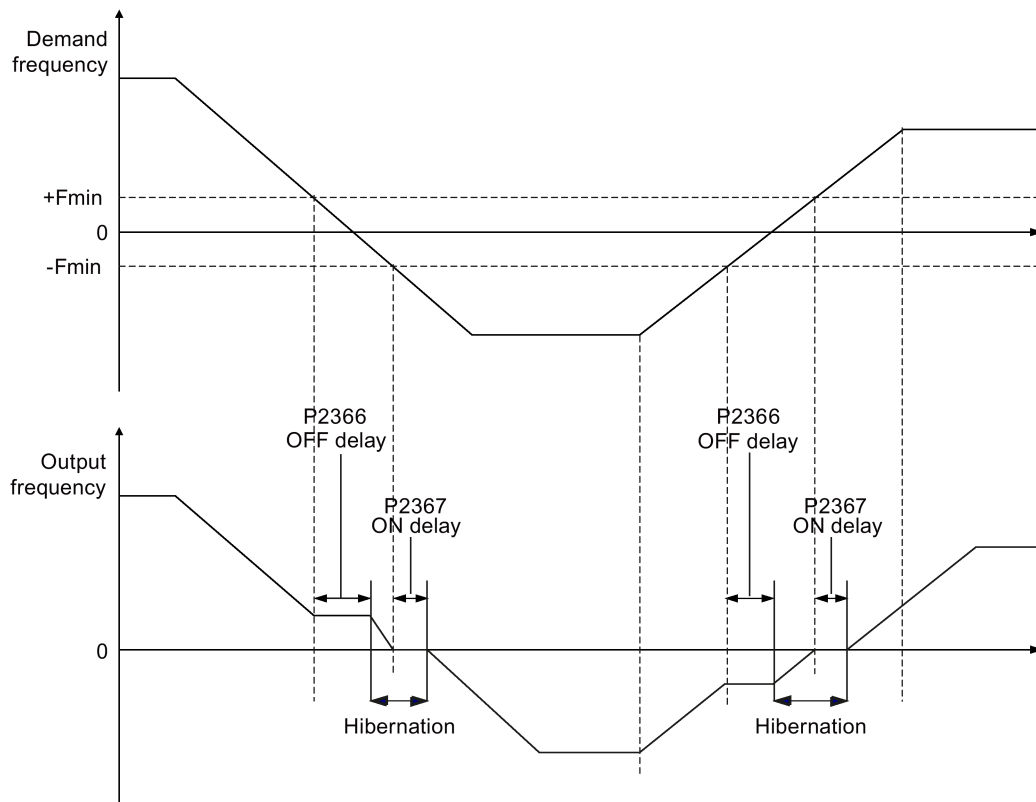 Demand
frequency
+Fmin
0
-Fmin
P2366
OFF delay
P2366
OFF delay
Output
frequency
P2367
ON delay
P2367
ON delay
0
Hibernation
Hibernation